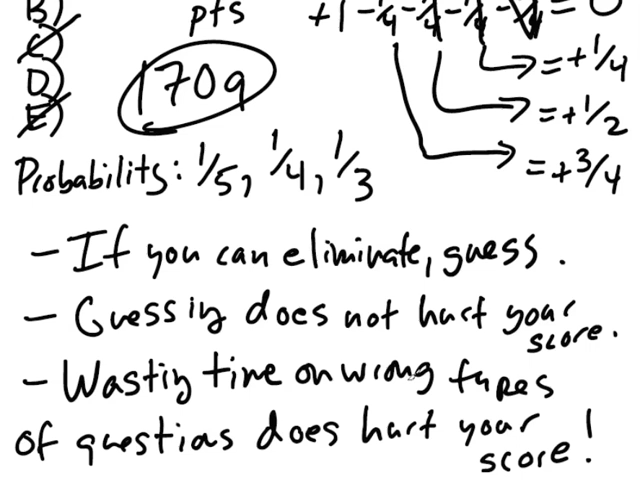 B)
pts +1 -1/4 -1/4 -1/4 -1/4 = 0
C)
= +1/4
D) 170q
= +1/2
E)
= +3/4
Probabilits: 1/5, 1/4, 1/3
- If you can eliminate, guess.
- Guessing does not hurt your score.
- Wasting time on wrong types
of questions does hurt your score!